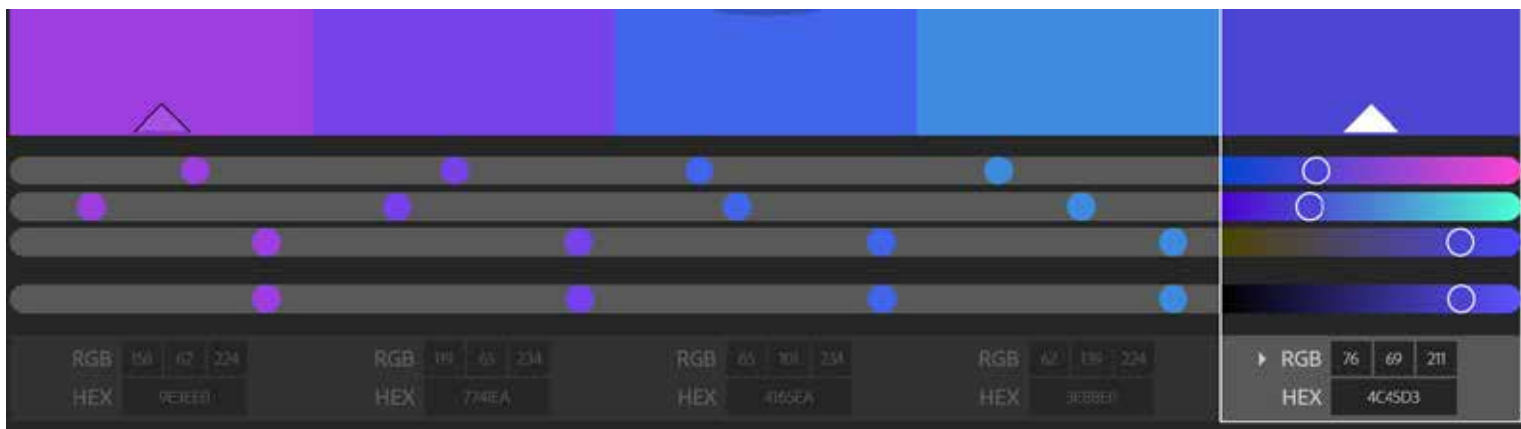 RGB 158 62 224 RGB 119 65 234 RGB 65 101 234 RGB 62 139 224 RGB 76 69 211
HEX 9E3EE0 HEX 7741EA HEX 4165EA HEX 3E8BE0 HEX 4C45D3